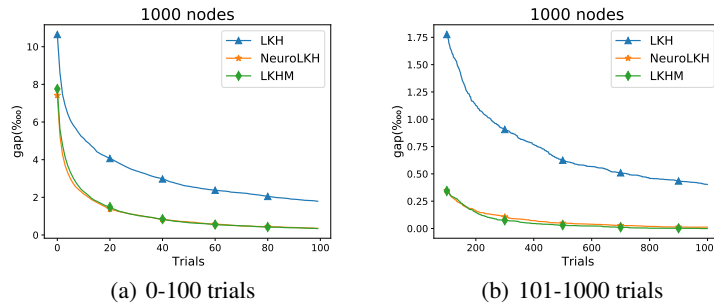 1000 nodes
LKH
NeuroLKH
LKHM
gap(‱)
10
8
6
4
2
0
0 20 40 60 80 100
Trials
(a) 0-100 trials
1000 nodes
LKH
NeuroLKH
LKHM
gap(‱)
1.75
1.50
1.25
1.00
0.75
0.50
0.25
0.00
200 400 600 800 100
Trials
(b) 101-1000 trials